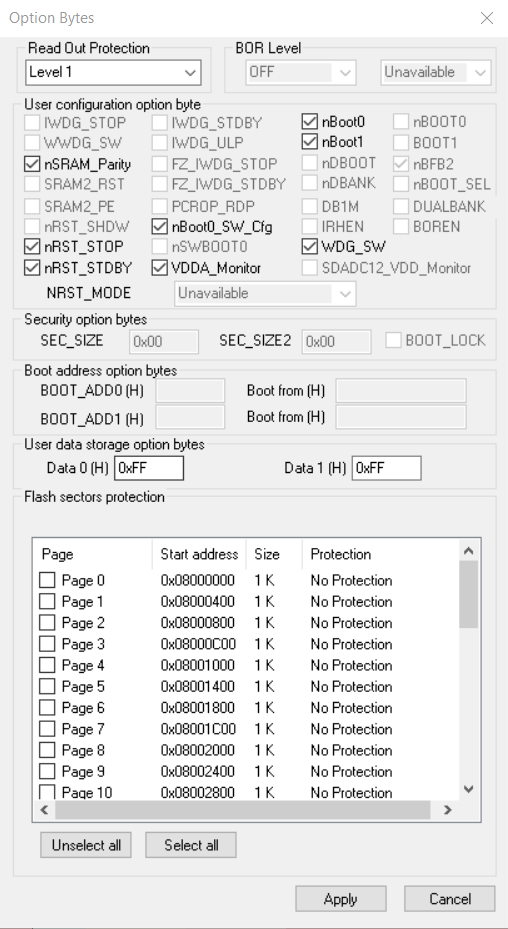 Option Bytes
Read Out Protection BOR Level
Level 1 OFF Unavailable
User configuration option byte
IWDG_STOP IWDG_STDBY nBoot0 nBOOT0
WWDG_SW IWDG_ULP nBoot1 BOOT1
nSRAM_Parity FZ_IWDG_STOP nDBOOT nBFB2
SRAM2_RST FZ_IWDG_STDBY nDBANK nBOOT_SEL
SRAM2_PE PCROP_RDP DB1M DUALBANK
nRST_SHDW nBoot0_SW_Cfg IRHEN BOREN
nRST_STOP nSWBOOT0 WDG_SW
nRST_STDBY VDDA_Monitor SDADC12_VDD_Monitor
NRST_MODE Unavailable
Security option bytes
SEC_SIZE 0x00 SEC_SIZE2 0x00 BOOT_LOCK
Boot address option bytes
BOOT_ADD0 (H) Boot from (H)
BOOT_ADD1 (H) Boot from (H)
User data storage option bytes
Data 0 (H) 0xFF Data 1 (H) 0xFF
Flash sectors protection
Page Start address Size Protection
Page 0 0x08000000 1 K No Protection
Page 1 0x08000400 1 K No Protection
Page 2 0x08000800 1 K No Protection
Page 3 0x08000C00 1 K No Protection
Page 4 0x08001000 1 K No Protection
Page 5 0x08001400 1 K No Protection
Page 6 0x08001800 1 K No Protection
Page 7 0x08001C00 1 K No Protection
Page 8 0x08002000 1 K No Protection
Page 9 0x08002400 1 K No Protection
Page 10 0x08002800 1 K No Protection
Unselect all Select all
Apply Cancel